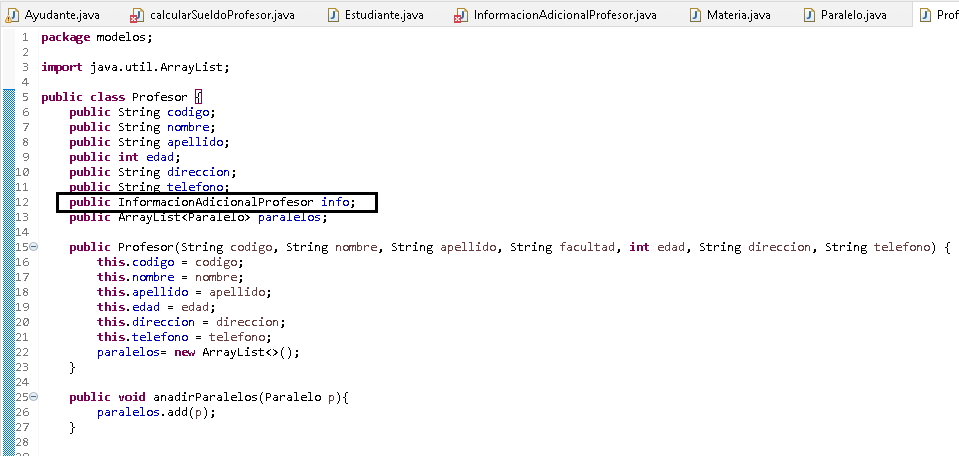 Ayudante.java calcularSueldoProfesor.java Estudiante.java InformacionAdicionalProfesor.java Materia.java Paralelo.java Prof
1 package modelos;
2
3 import java.util.ArrayList;
4
5 public class Profesor {
6 public String codigo;
7 public String nombre;
8 public String apellido;
9 public int edad;
10 public String direccion;
11 public String telefono;
12 public InformacionAdicionalProfesor info;
13 public ArrayList<Paralelo> paralelos;
14
15 public Profesor(String codigo, String nombre, String apellido, String facultad, int edad, String direccion, String telefono) {
16 this.codigo = codigo;
17 this.nombre = nombre;
18 this.apellido = apellido;
19 this.edad = edad;
20 this.direccion = direccion;
21 this.telefono = telefono;
22 paralelos= new ArrayList<>();
23 }
24
25 public void anadirParalelos(Paralelo p){
26 paralelos.add(p);
27 }
28